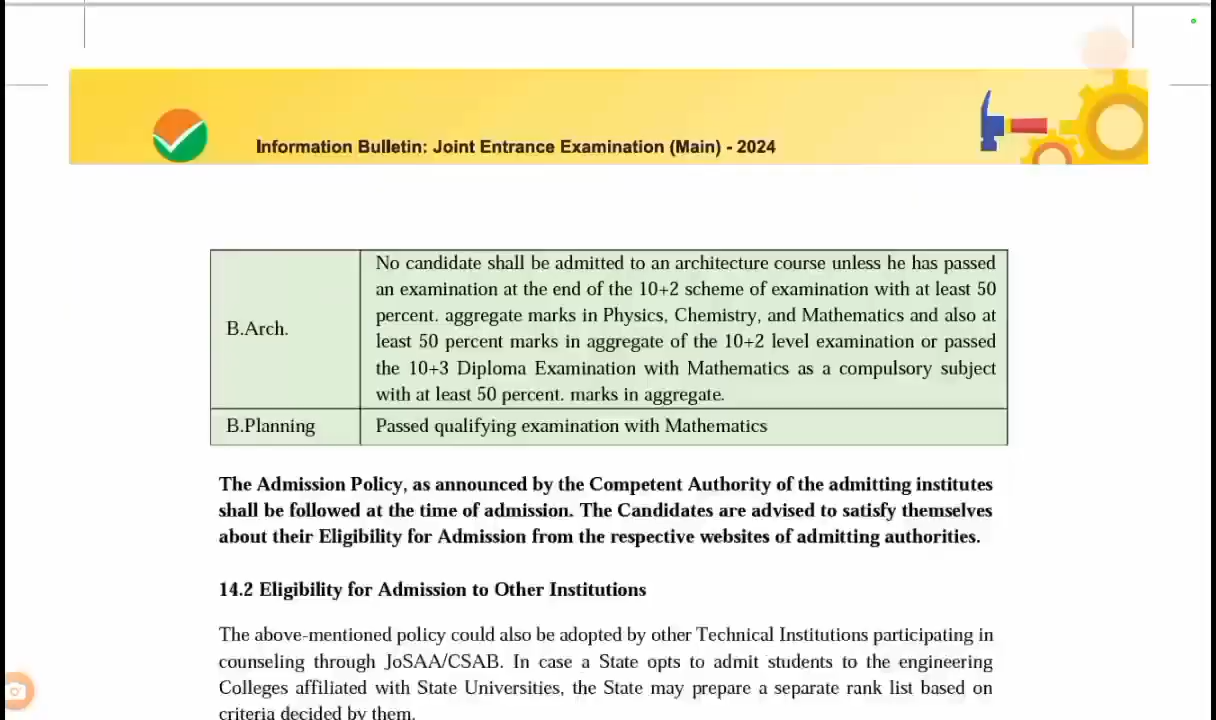 Information Bulletin: Joint Entrance Examination (Main) - 2024
No candidate shall be admitted to an architecture course unless he has passed
an examination at the end of the 10+2 scheme of examination with at least 50
percent. aggregate marks in Physics, Chemistry, and Mathematics and also at
B.Arch.
least 50 percent marks in aggregate of the 10+2 level examination or passed
the 10+3 Diploma Examination with Mathematics as a compulsory subject
with at least 50 percent. marks in aggregate.
B.Planning
Passed qualifying examination with Mathematics
The Admission Policy, as announced by the Competent Authority of the admitting institutes
shall be followed at the time of admission. The Candidates are advised to satisfy themselves
about their Eligibility for Admission from the respective websites of admitting authorities.
14.2 Eligibility for Admission to Other Institutions
The above-mentioned policy could also be adopted by other Technical Institutions participating in
counseling through JoSAA/CSAB. In case a State opts to admit students to the engineering
Colleges affiliated with State Universities, the State may prepare a separate rank list based on
criteria decided by them.